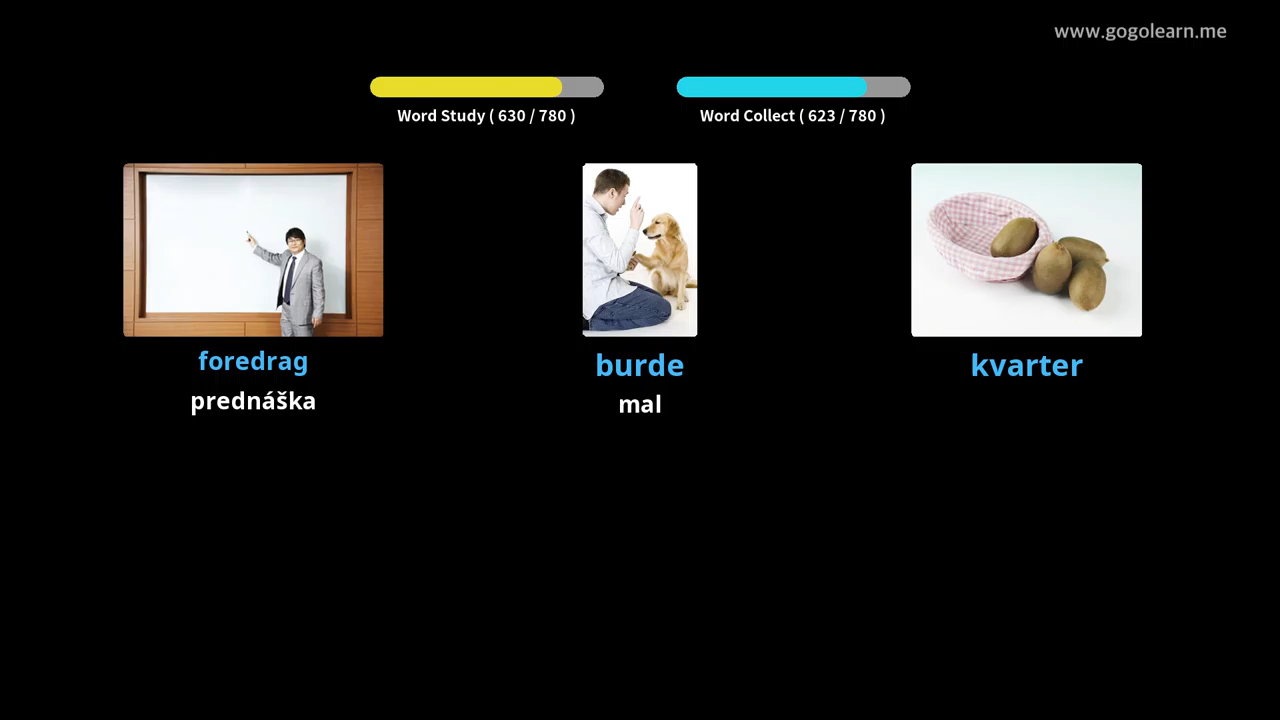 www.gogolearn.me
Word Study ( 630 / 780 )
Word Collect ( 623 / 780 )
foredrag
prednáška
burde
mal
kvarter